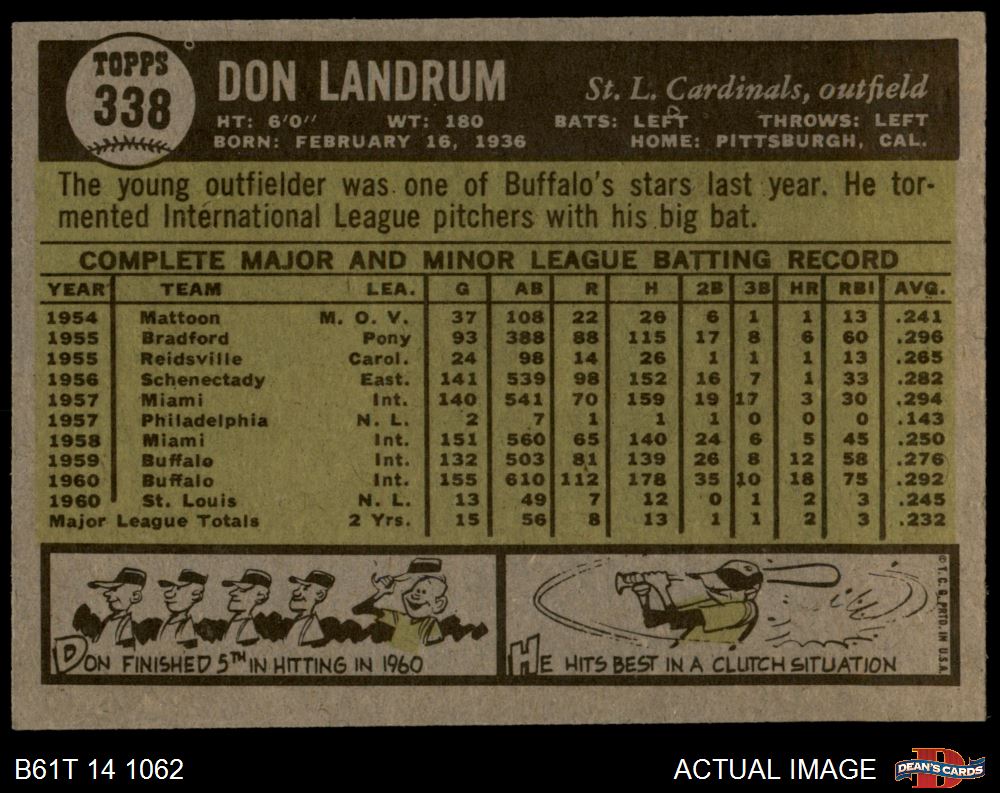 TOPPS
338
DON LANDRUM
St. L. Cardinals, outfield
HT: 6'0" WT: 180 BATS: LEFT THROWS: LEFT
BORN: FEBRUARY 16, 1936 HOME: PITTSBURGH, CAL.
The young outfielder was one of Buffalo's stars last year. He tor-
mented International League pitchers with his big bat.
COMPLETE MAJOR AND MINOR LEAGUE BATTING RECORD
YEAR TEAM LEA. G AB R H 2B 3B HR RBI AVG.
1954 Mattoon M. O. V. 37 108 22 26 6 1 1 13 .241
1955 Bradford Pony 93 388 88 115 17 8 6 60 .296
1955 Reidsville Carol. 24 98 14 26 1 1 1 13 .265
1956 Schenectady East. 141 539 98 152 16 7 1 33 .282
1957 Miami Int. 140 541 70 159 19 17 3 30 .294
1957 Philadelphia N. L. 2 7 1 1 1 0 0 0 .143
1958 Miami Int. 151 560 65 140 24 6 5 45 .250
1959 Buffalo Int. 132 503 81 139 26 8 12 58 .276
1960 Buffalo Int. 155 610 112 178 35 10 18 75 .292
1960 St. Louis N. L. 13 49 7 12 0 1 2 3 .245
Major League Totals 2 Yrs. 15 56 8 13 1 1 2 3 .232
DON FINISHED 5TH IN HITTING IN 1960
HE HITS BEST IN A CLUTCH SITUATION
© T. C. G. PRTD. IN U.S.A.
B61T 14 1062
ACTUAL IMAGE
DEAN'S CARDS